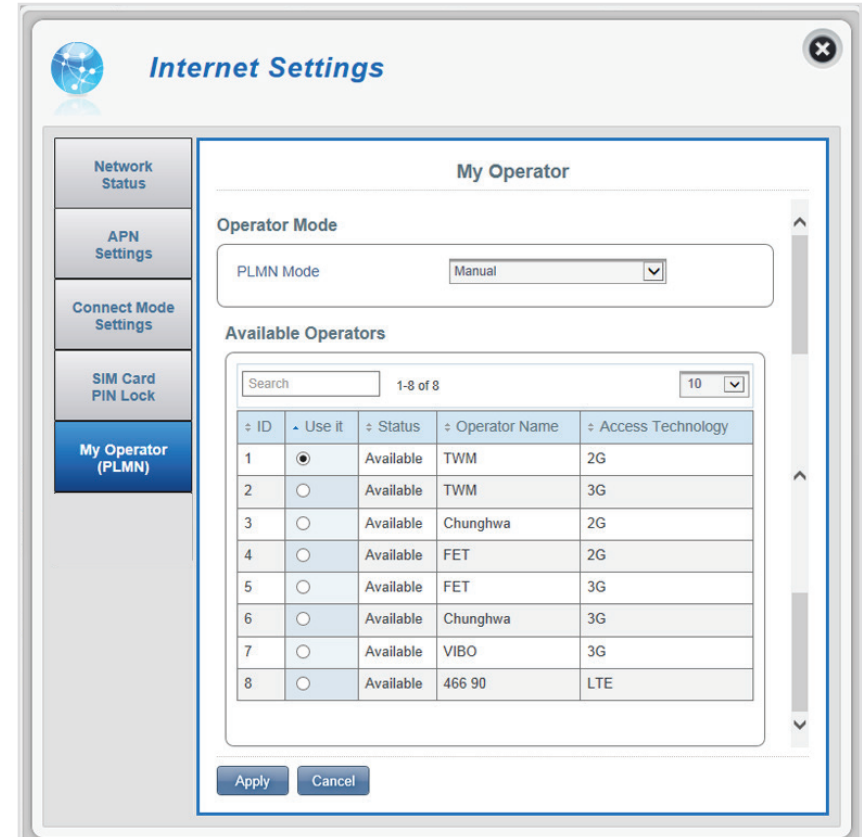 Internet Settings
Network
Status
APN
Settings
Connect Mode
Settings
SIM Card
PIN Lock
My Operator
(PLMN)
My Operator
Operator Mode
PLMN Mode Manual
Available Operators
Search 1-8 of 8 10
ID Use it Status Operator Name Access Technology
1 Available TWM 2G
2 Available TWM 3G
3 Available Chunghwa 2G
4 Available FET 2G
5 Available FET 3G
6 Available Chunghwa 3G
7 Available VIBO 3G
8 Available 466 90 LTE
Apply Cancel